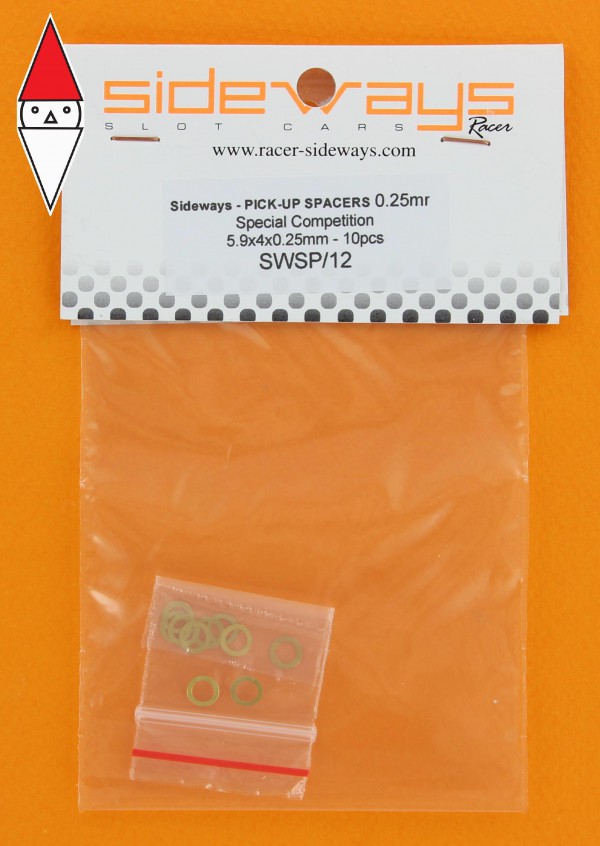 sideways
SLOT CARS Racer
www.racer-sideways.com
Sideways - PICK-UP SPACERS 0.25mr
Special Competition
5.9x4x0.25mm - 10pcs
SWSP/12